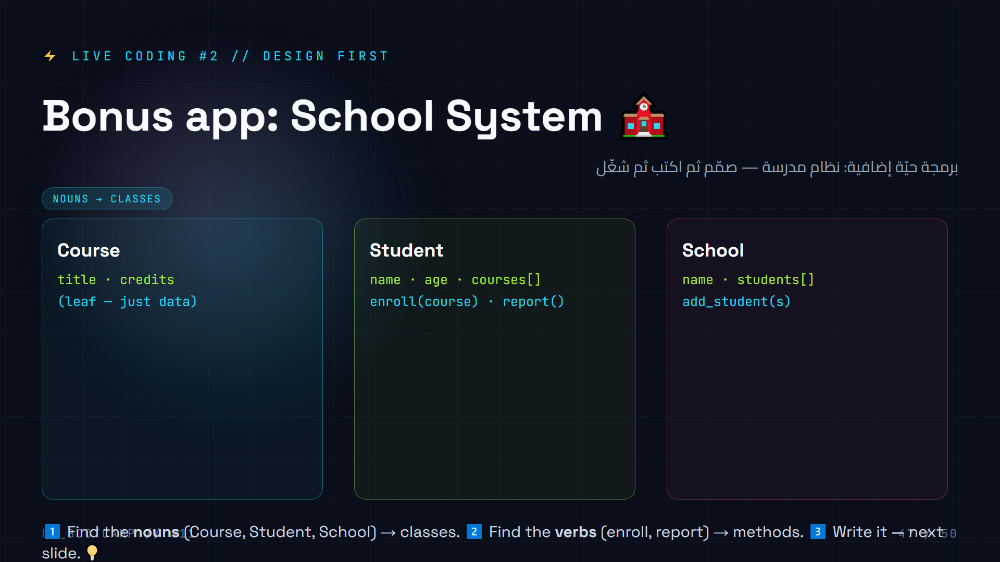 ⚡ LIVE CODING #2 // DESIGN FIRST
Bonus app: School System 🏫
برمجة حيّة إضافية: نظام مدرسة — صمّم ثم اكتب ثم شغّل
NOUNS → CLASSES
Course
title · credits
(leaf — just data)
Student
name · age · courses[]
enroll(course) · report()
School
name · students[]
add_student(s)
1️⃣ Find the nouns (Course, Student, School) → classes. 2️⃣ Find the verbs (enroll, report) → methods. 3️⃣ Write it — next
slide. 💡
/ 50